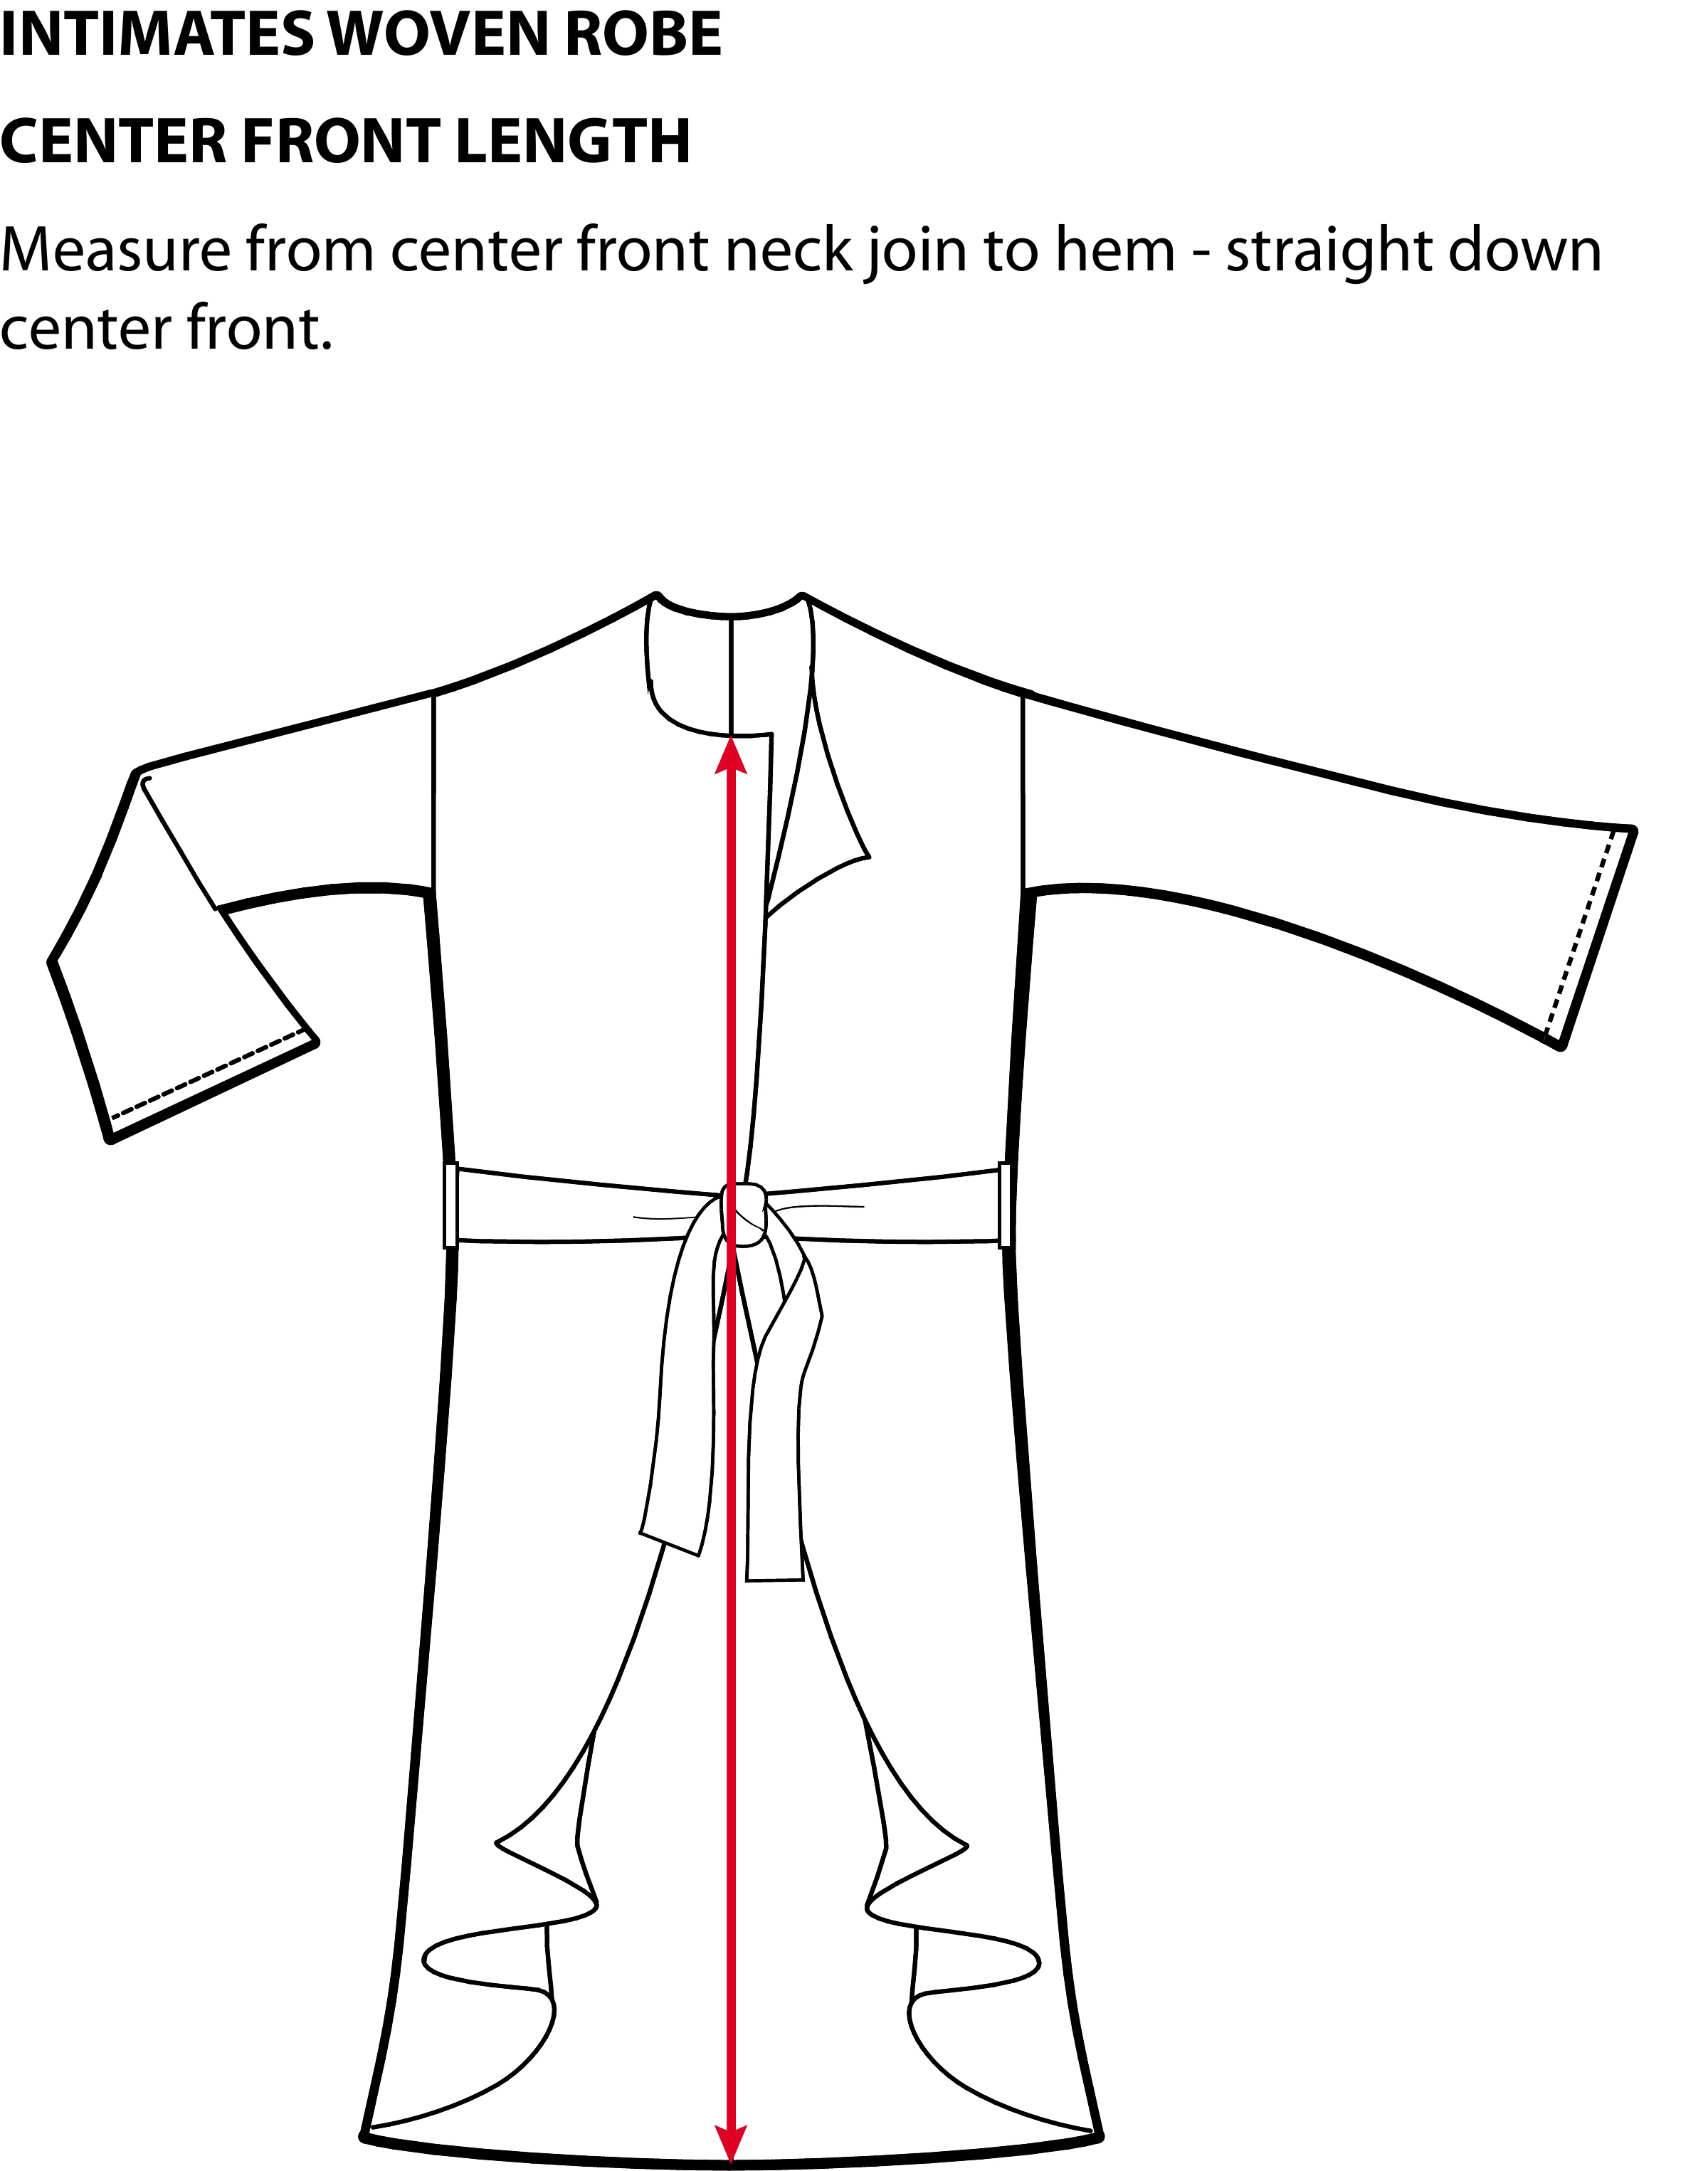 INTIMATES WOVEN ROBE
CENTER FRONT LENGTH
Measure from center front neck join to hem - straight down
center front.